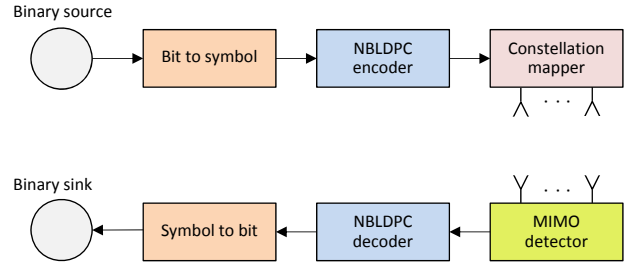 Binary source
Bit to symbol
NBLDPC
encoder
Constellation
mapper
. . .
Binary sink
Symbol to bit
NBLDPC
decoder
. . .
MIMO
detector